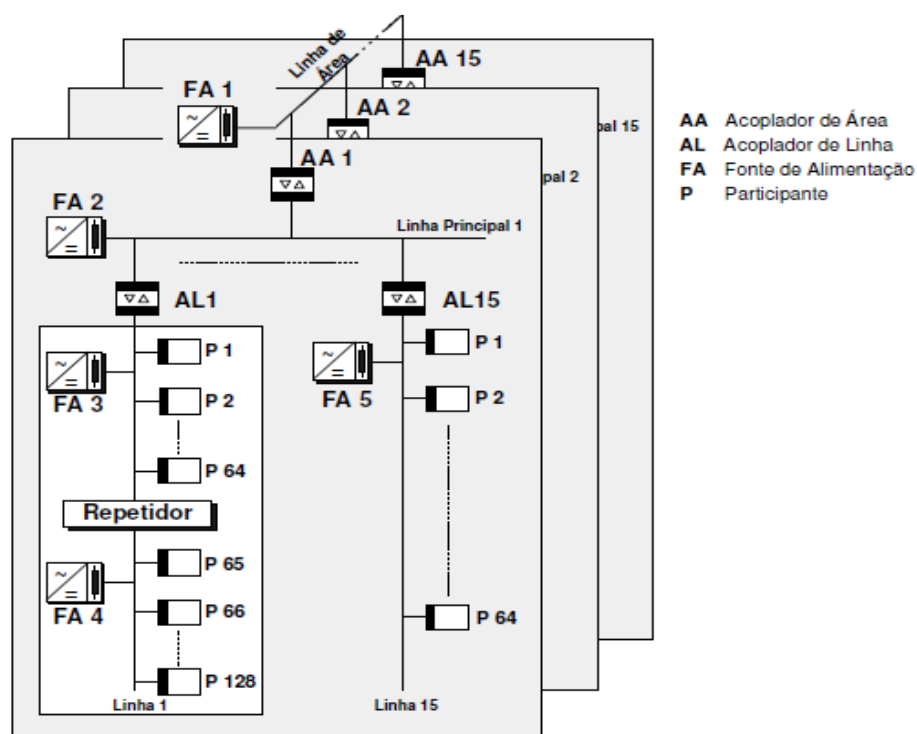 Linha de
Área
AA 15
FA 1
AA 2
pal 15
AA 1
pal 2
FA 2
Linha Principal 1
AL1
AL15
P 1
P 1
FA 3
P 2
FA 5
P 2
P 64
Repetidor
P 65
FA 4
P 66
P 64
P 128
Linha 1
Linha 15
AA Acoplador de Área
AL Acoplador de Linha
FA Fonte de Alimentação
P Participante